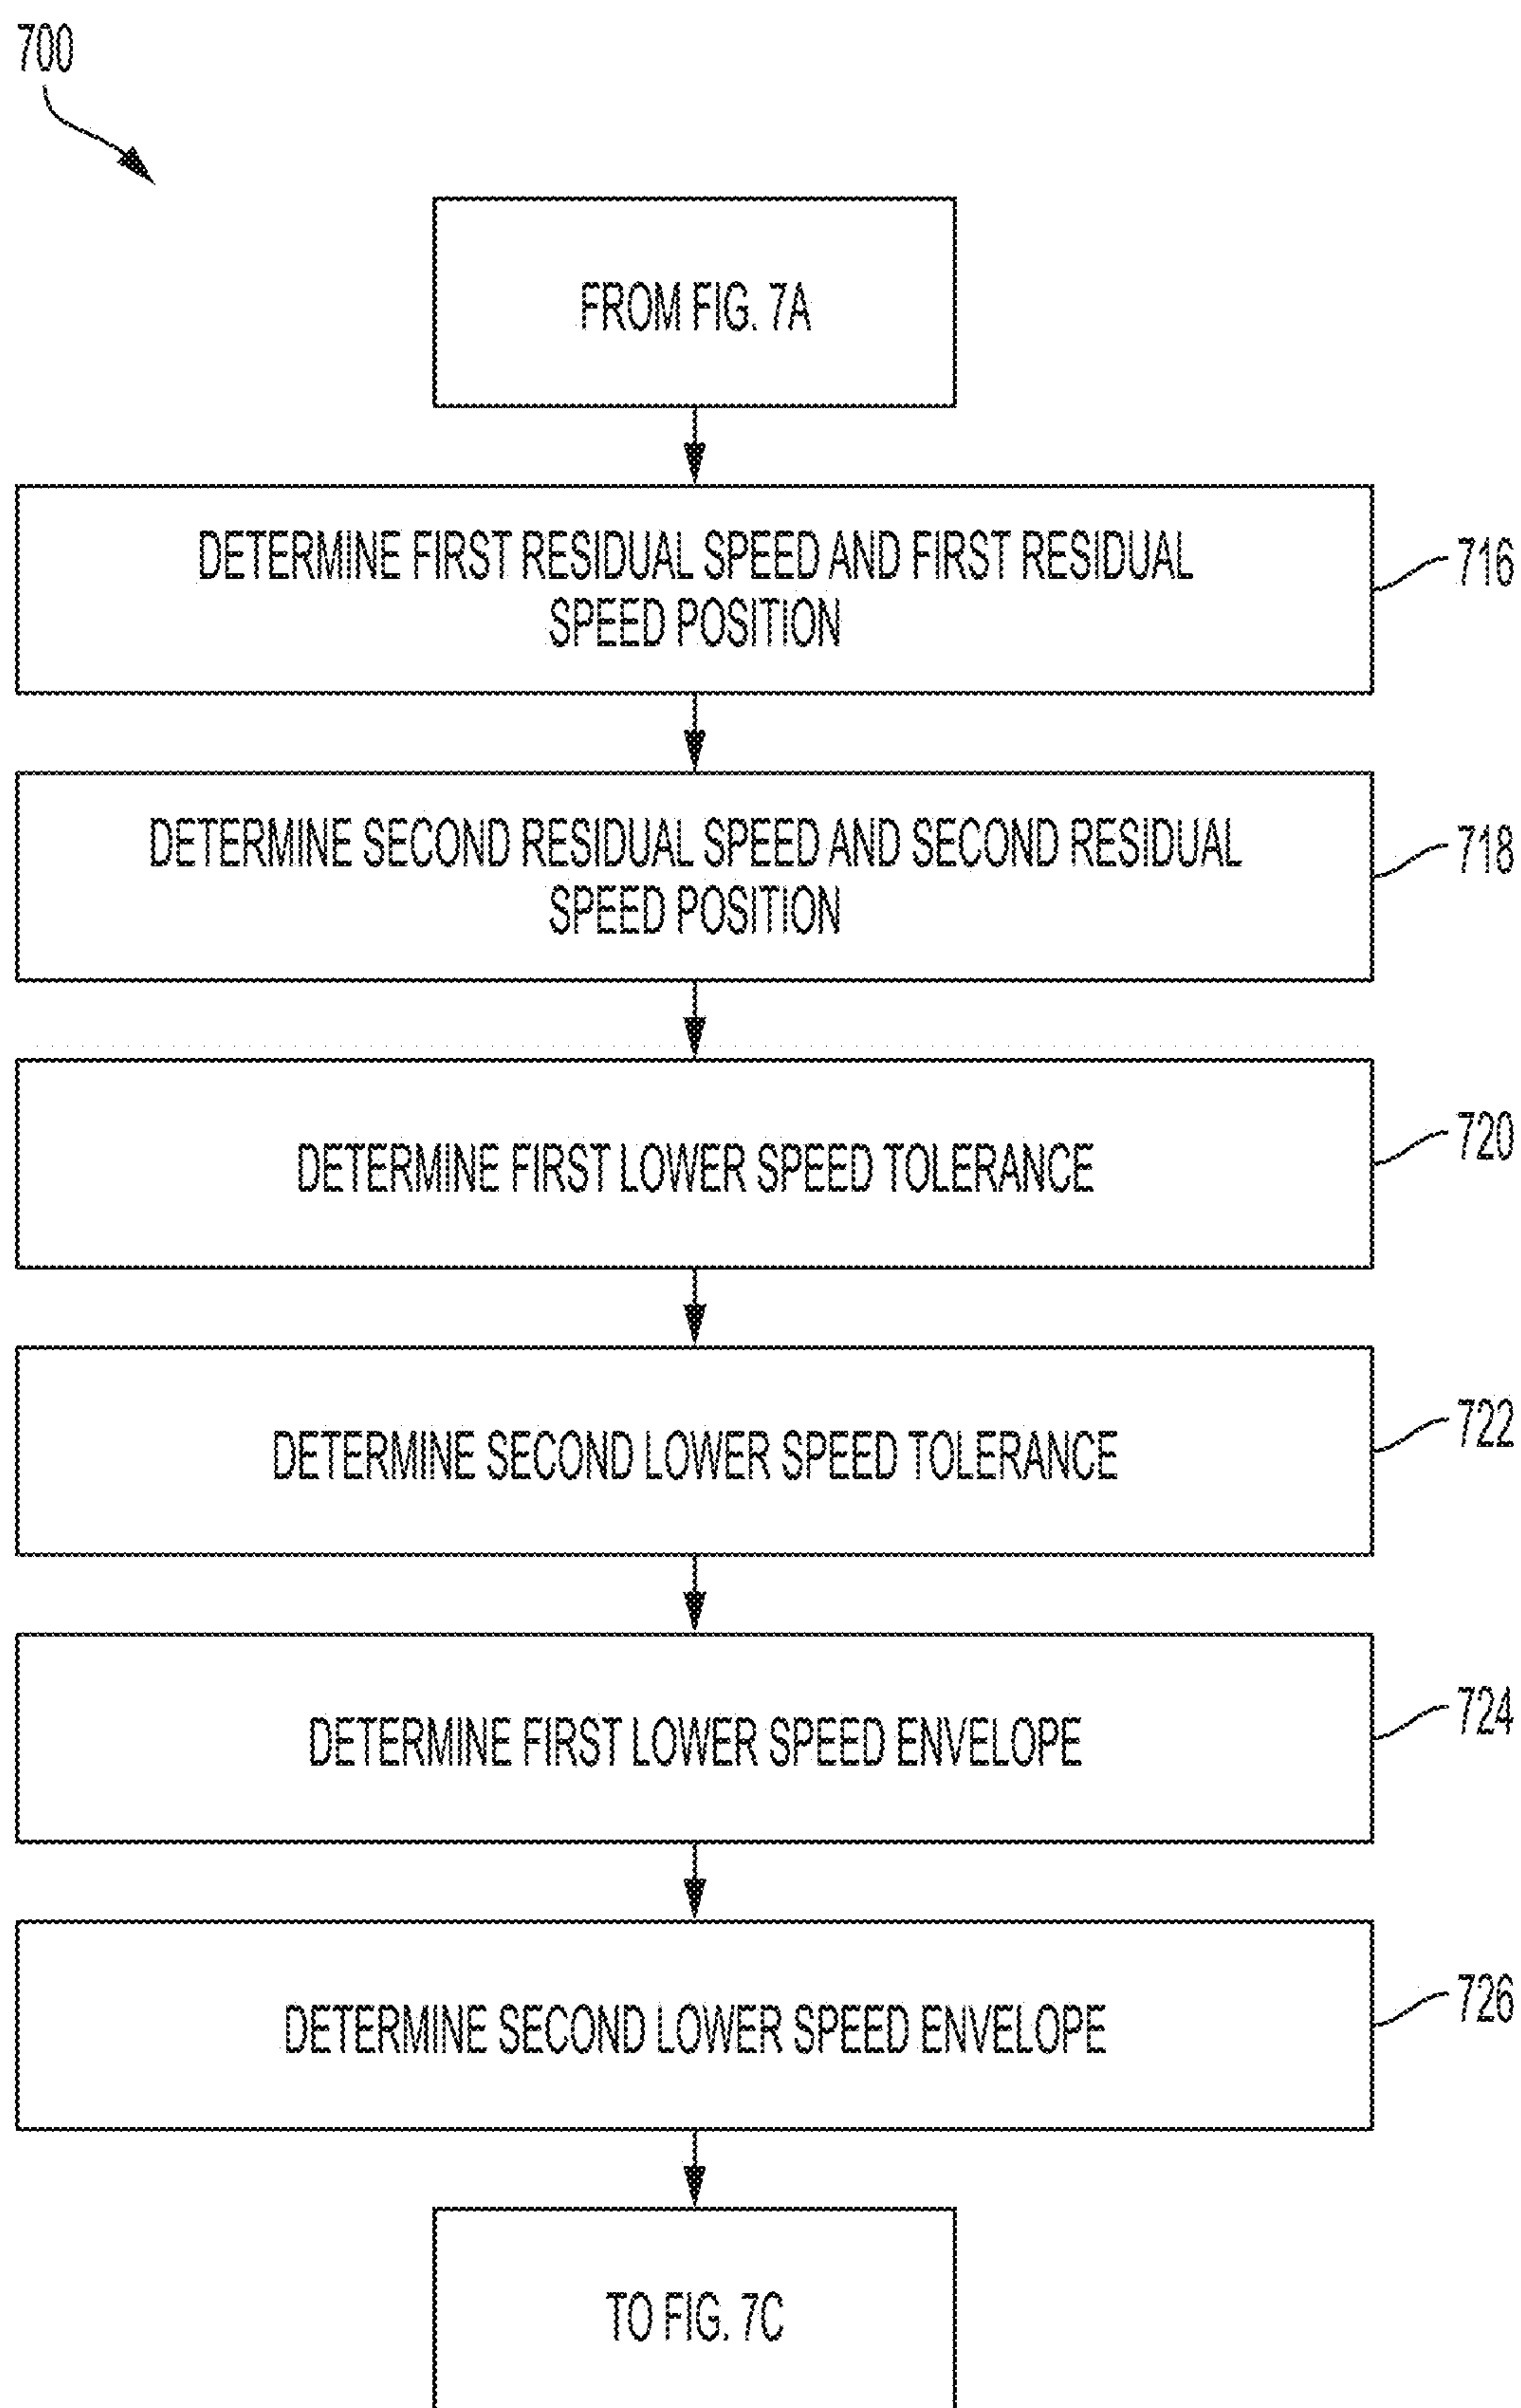 700
FROM FIG. 7A
DETERMINE FIRST RESIDUAL SPEED AND FIRST RESIDUAL
SPEED POSITION
716
DETERMINE SECOND RESIDUAL SPEED AND SECOND RESIDUAL
SPEED POSITION
718
DETERMINE FIRST LOWER SPEED TOLERANCE
720
DETERMINE SECOND LOWER SPEED TOLERANCE
722
DETERMINE FIRST LOWER SPEED ENVELOPE
724
DETERMINE SECOND LOWER SPEED ENVELOPE
726
TO FIG. 7C